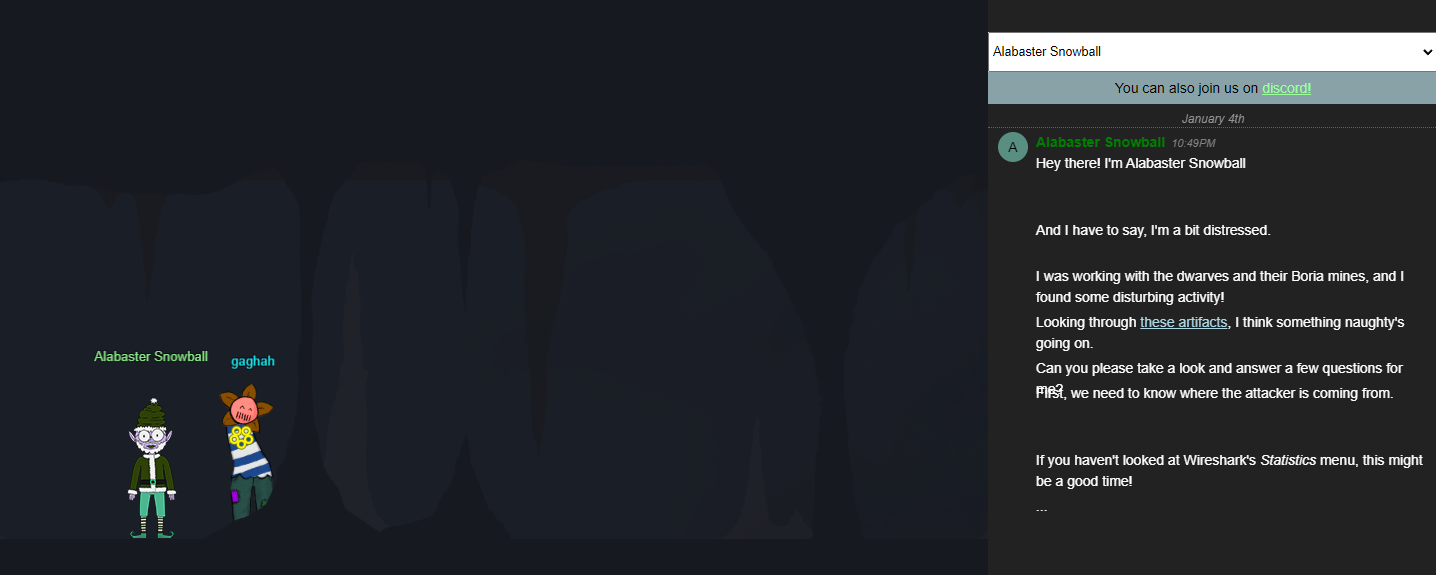 Alabaster Snowball
You can also join us on discord!
January 4th
A
Alabaster Snowball 10:49PM
Hey there! I'm Alabaster Snowball
And I have to say, I'm a bit distressed.
I was working with the dwarves and their Boria mines, and I
found some disturbing activity!
Looking through these artifacts, I think something naughty's
going on.
Can you please take a look and answer a few questions for
me?
First, we need to know where the attacker is coming from.
If you haven't looked at Wireshark's Statistics menu, this might
be a good time!
...
Alabaster Snowball
gaghah